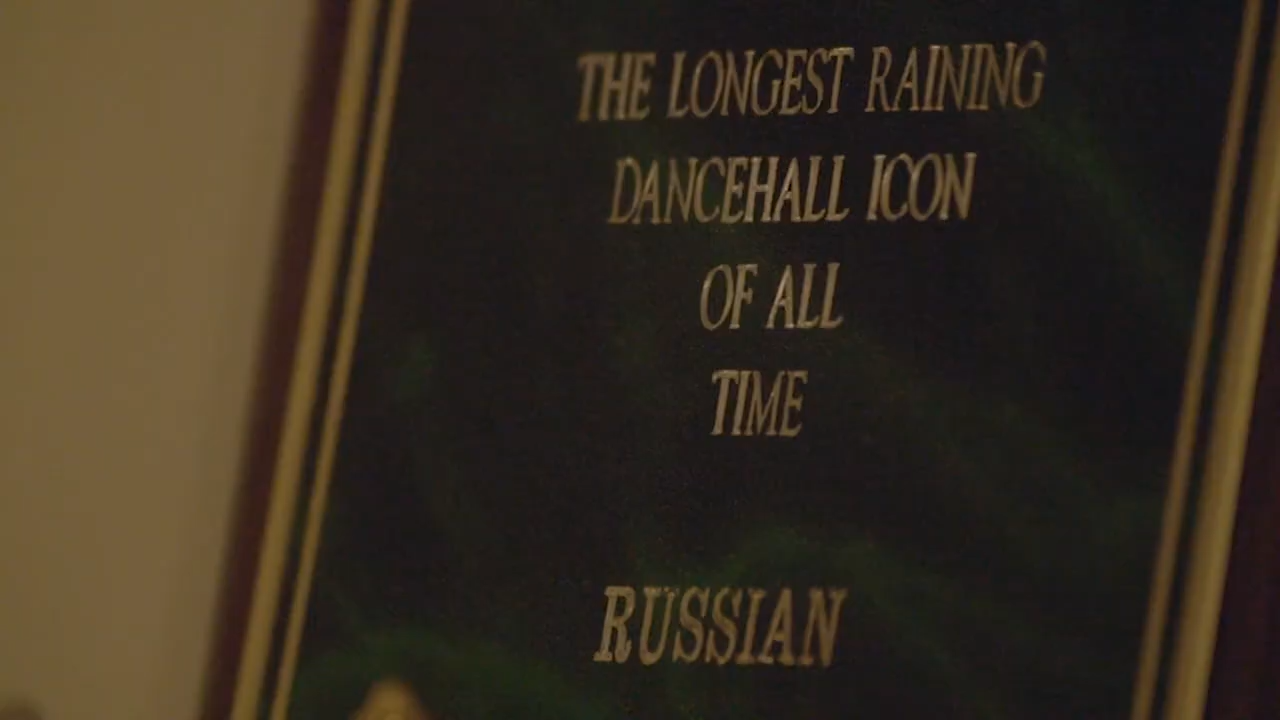 THE LONGEST RAINING
DANCEHALL ICON
OF ALL
TIME
RUSSIAN